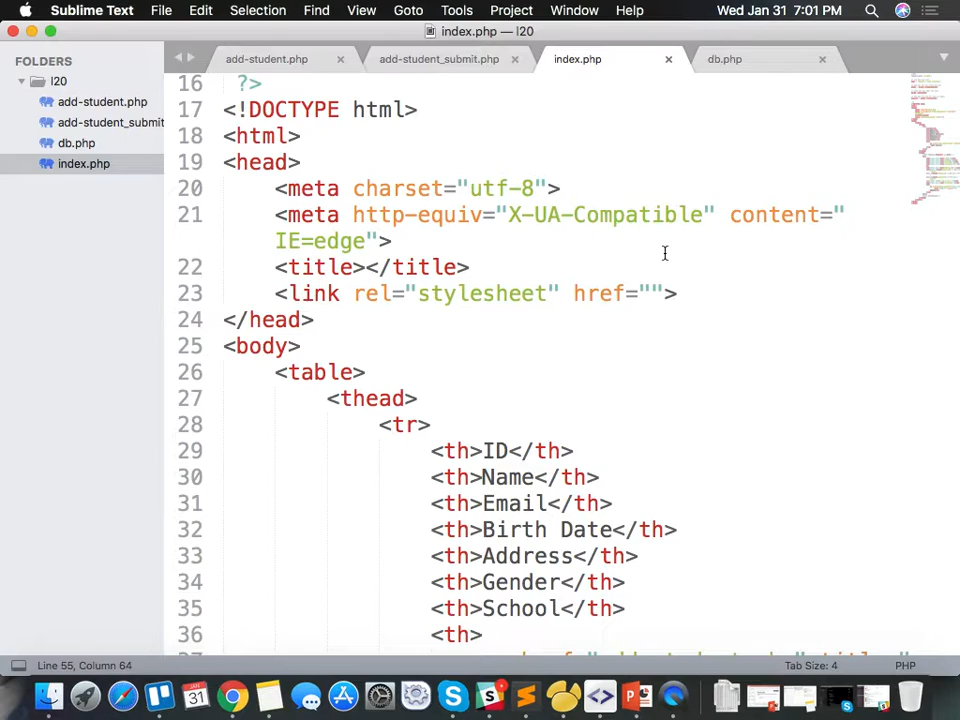 Sublime Text File Edit Selection Find View Goto Tools Project Window Help Wed Jan 31 7:01 PM
index.php — l20
FOLDERS
l20
add-student.php
add-student_submit
db.php
index.php
add-student.php add-student_submit.php index.php db.php
16 ?>
17 <!DOCTYPE html>
18 <html>
19 <head>
20 <meta charset="utf-8">
21 <meta http-equiv="X-UA-Compatible" content="
IE=edge">
22 <title></title>
23 <link rel="stylesheet" href="">
24 </head>
25 <body>
26 <table>
27 <thead>
28 <tr>
29 <th>ID</th>
30 <th>Name</th>
31 <th>Email</th>
32 <th>Birth Date</th>
33 <th>Address</th>
34 <th>Gender</th>
35 <th>School</th>
36 <th>
Line 55, Column 64 Tab Size: 4 PHP